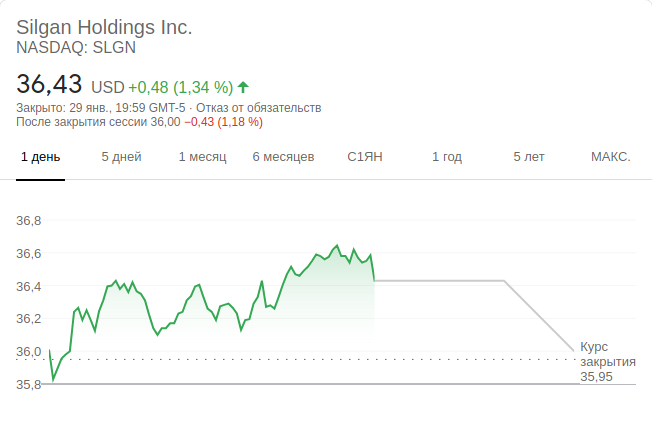 Silgan Holdings Inc.
NASDAQ: SLGN
36,43 USD +0,48 (1,34 %)
Закрыто: 29 янв., 19:59 GMT-5 · Отказ от обязательств
После закрытия сессии 36,00 −0,43 (1,18 %)
1 день 5 дней 1 месяц 6 месяцев С1ЯН 1 год 5 лет МАКС.
36,8
36,6
36,4
36,2
36,0
35,8
Курс
закрытия
35,95